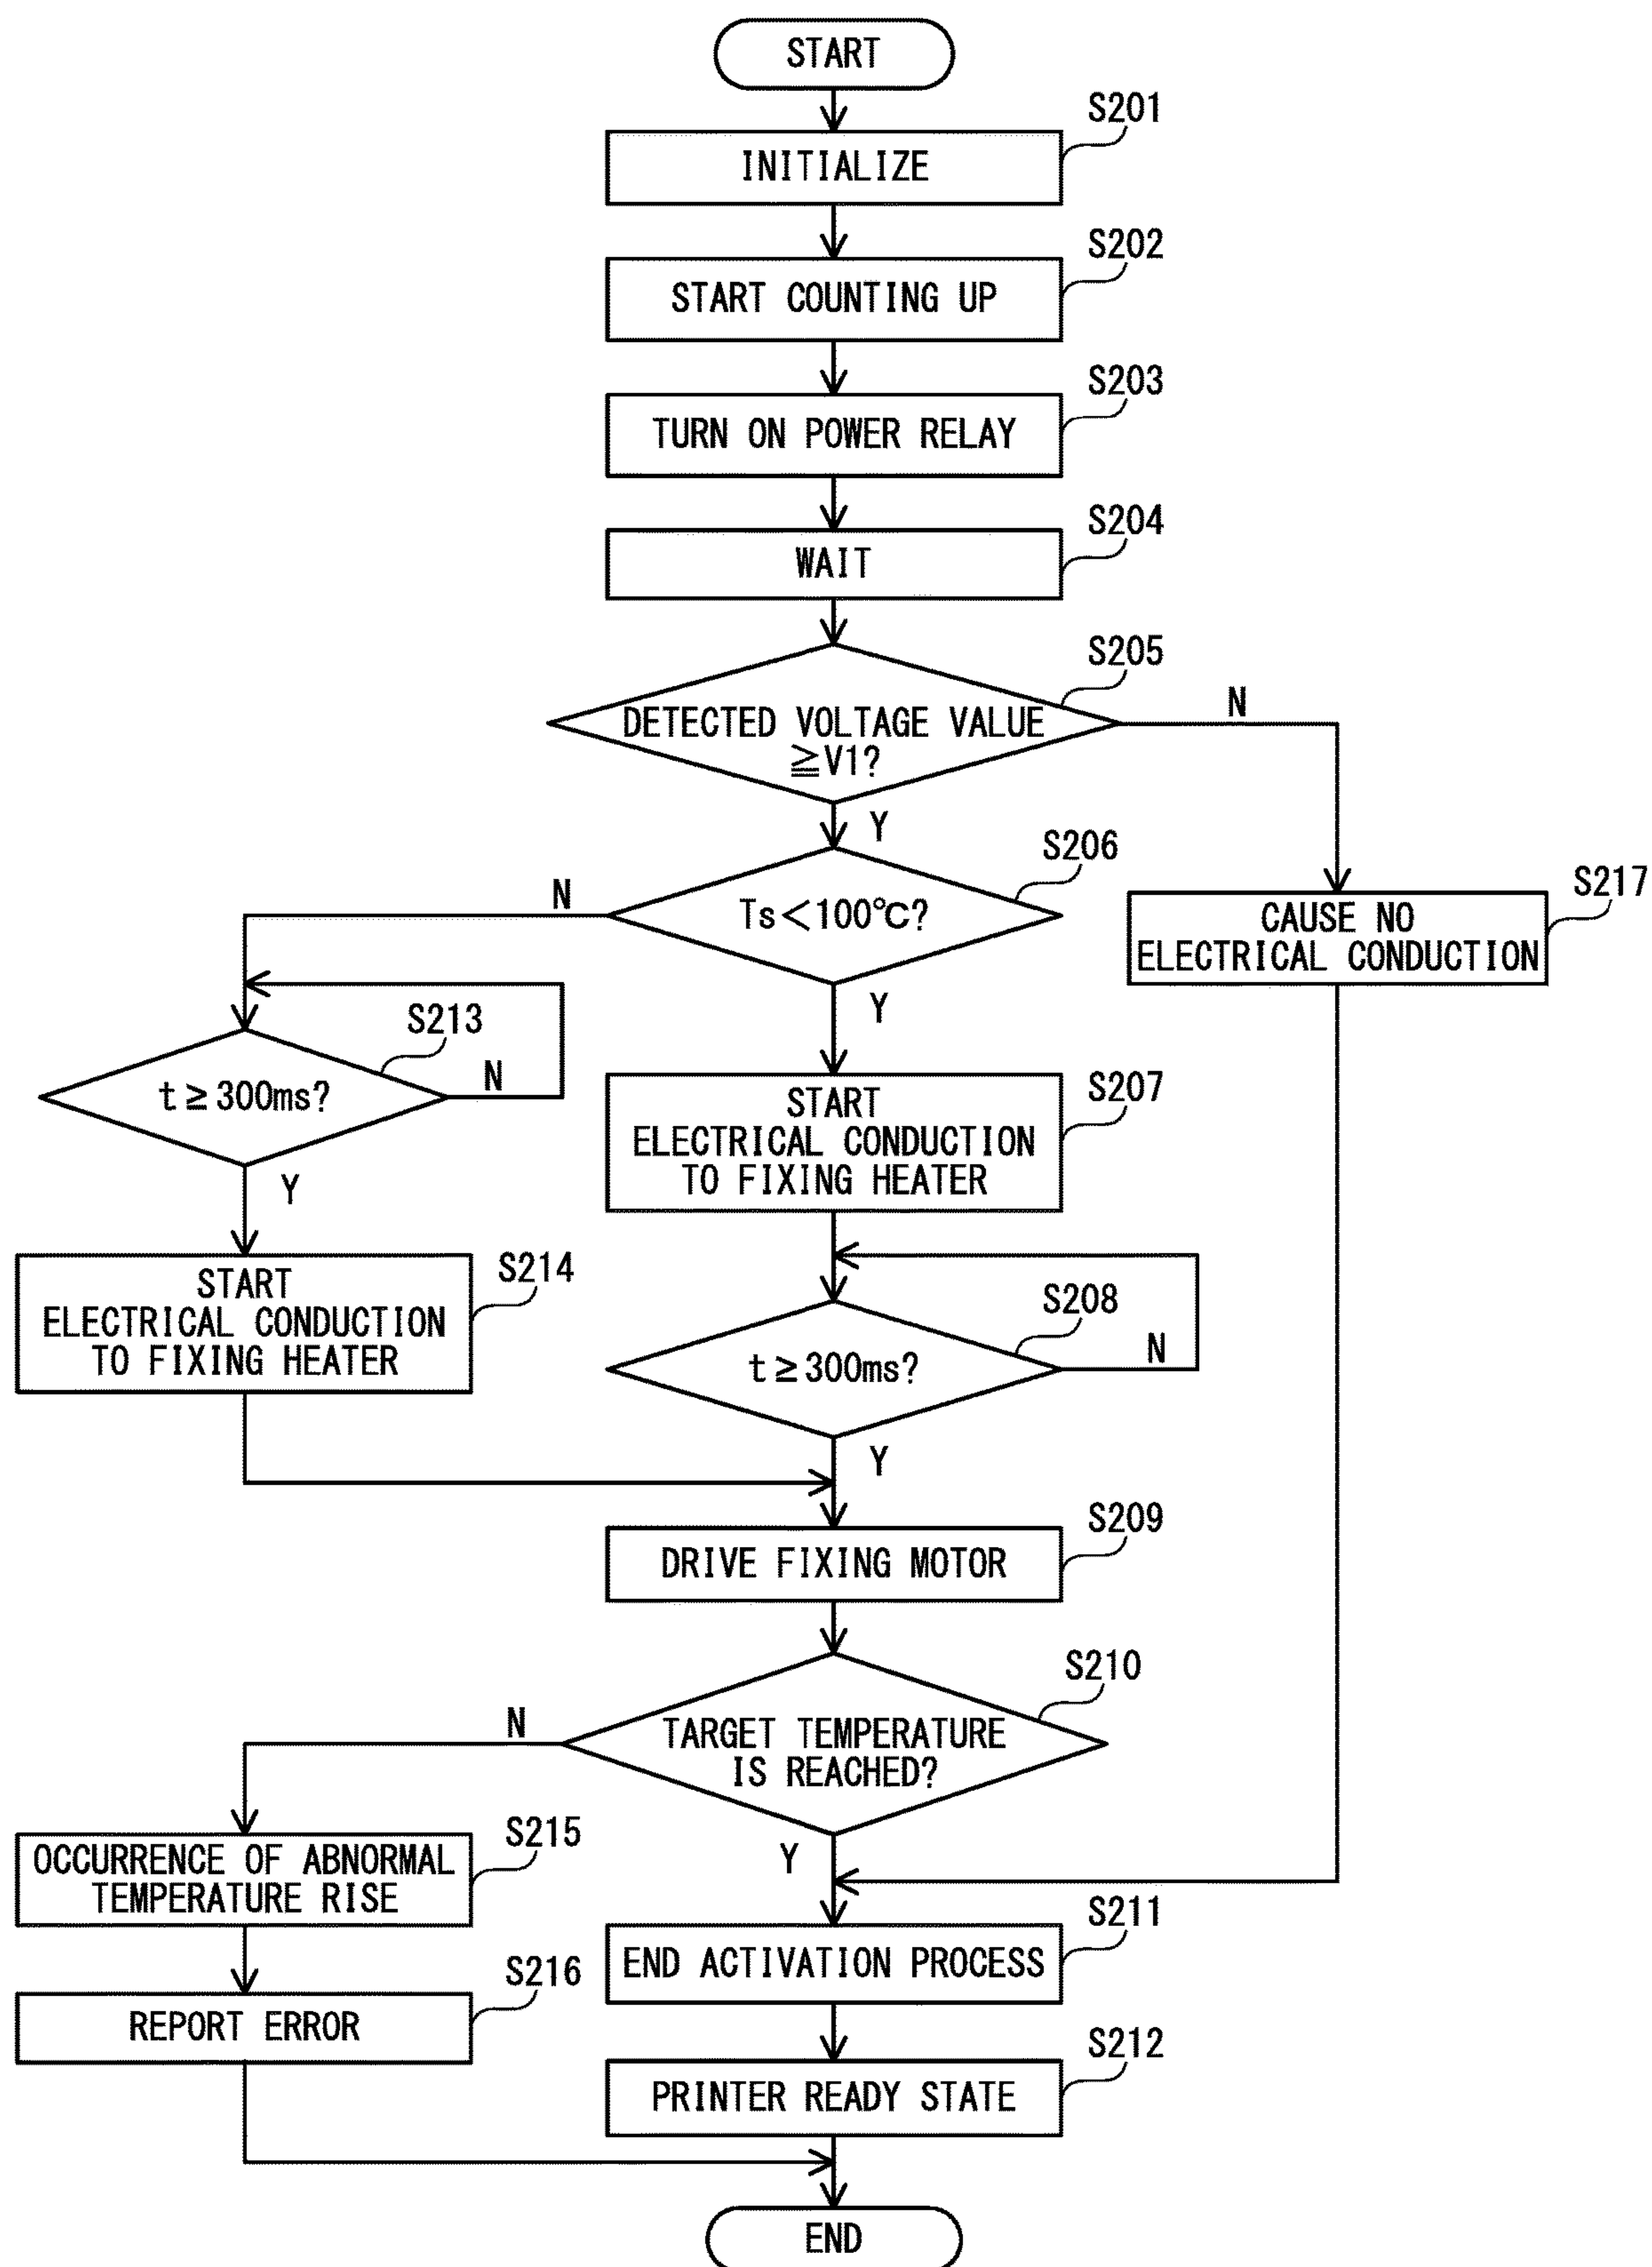 START
S201
INITIALIZE
S202
START COUNTING UP
S203
TURN ON POWER RELAY
S204
WAIT
S205
DETECTED VOLTAGE VALUE
≧V1?
N
Y
S206
Ts<100℃?
N
Y
S217
CAUSE NO
ELECTRICAL CONDUCTION
S213
t≥300ms?
N
Y
S207
START
ELECTRICAL CONDUCTION
TO FIXING HEATER
S214
START
ELECTRICAL CONDUCTION
TO FIXING HEATER
S208
t≥300ms?
N
Y
S209
DRIVE FIXING MOTOR
S210
TARGET TEMPERATURE
IS REACHED?
N
Y
S215
OCCURRENCE OF ABNORMAL
TEMPERATURE RISE
S211
END ACTIVATION PROCESS
S216
REPORT ERROR
S212
PRINTER READY STATE
END